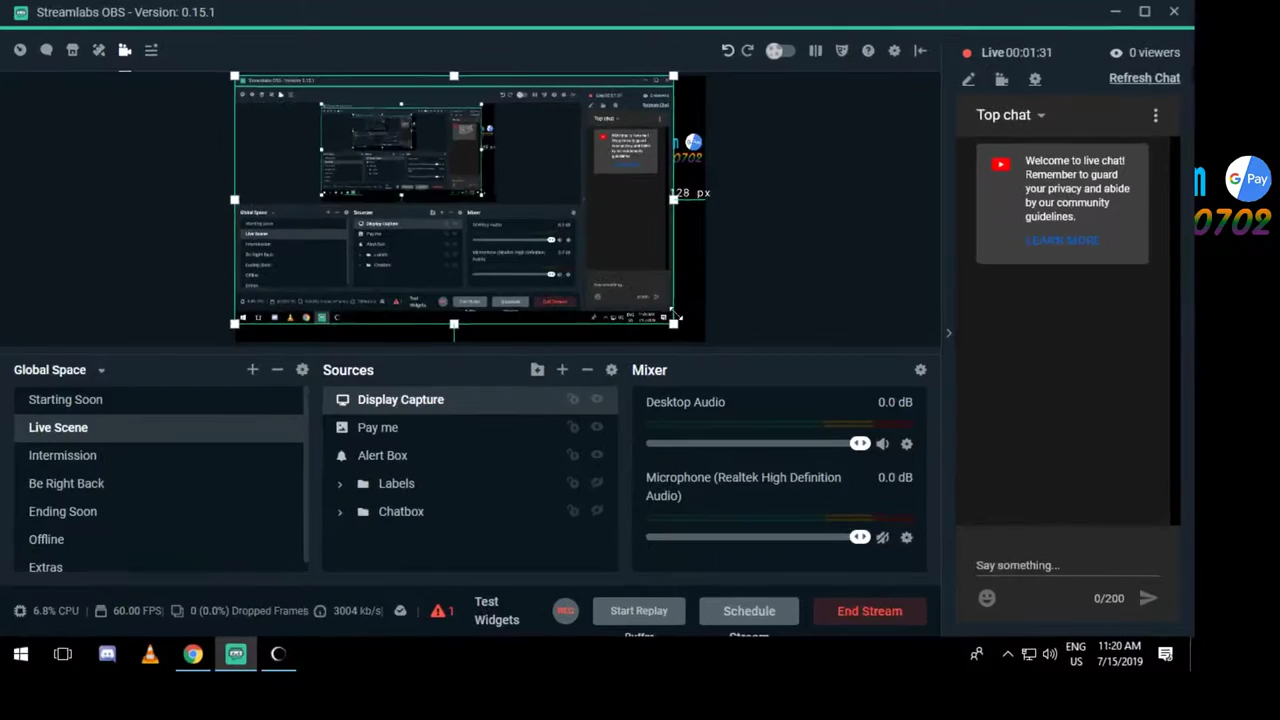 Streamlabs OBS - Version: 0.15.1
Live 00:01:31
0 viewers
Refresh Chat
Top chat
Welcome to live chat!
Remember to guard
your privacy and abide
by our community
guidelines.
LEARN MORE
G Pay
0702
128 px
Global Space
Starting Soon
Live Scene
Intermission
Be Right Back
Ending Soon
Offline
Extras
Sources
Display Capture
Pay me
Alert Box
Labels
Chatbox
Mixer
Desktop Audio
0.0 dB
Microphone (Realtek High Definition
Audio)
0.0 dB
Say something...
0/200
6.8% CPU
60.00 FPS
0 (0.0%) Dropped Frames
3004 kb/s
1
Test
Widgets
REC
Start Replay
Buffer
Schedule
Stream
End Stream
ENG
US
11:20 AM
7/15/2019